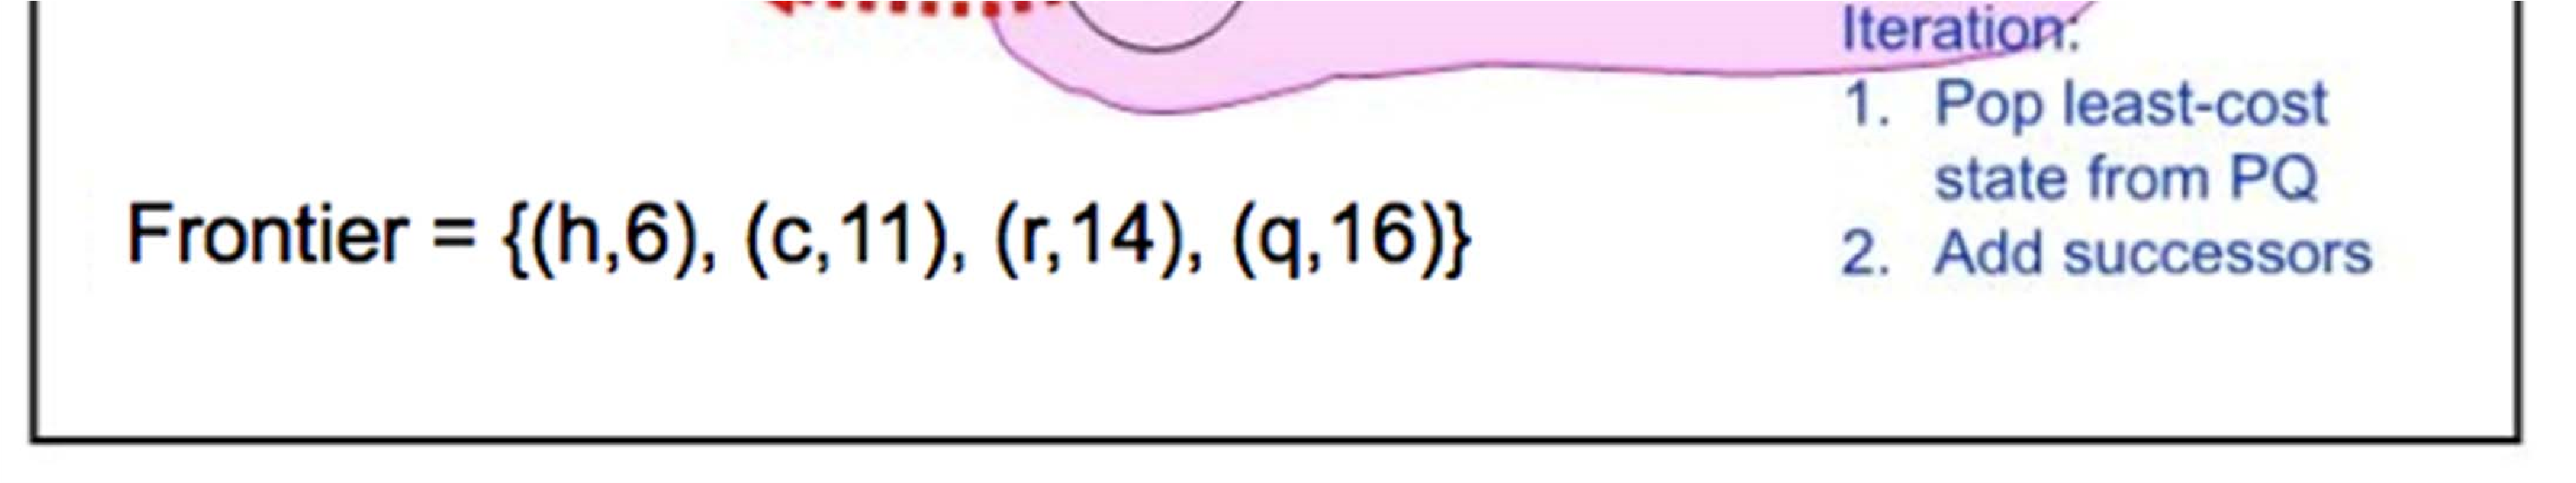 Iteration:
1. Pop least-cost
state from PQ
2. Add successors
Frontier = {(h,6), (c,11), (r,14), (q,16)}